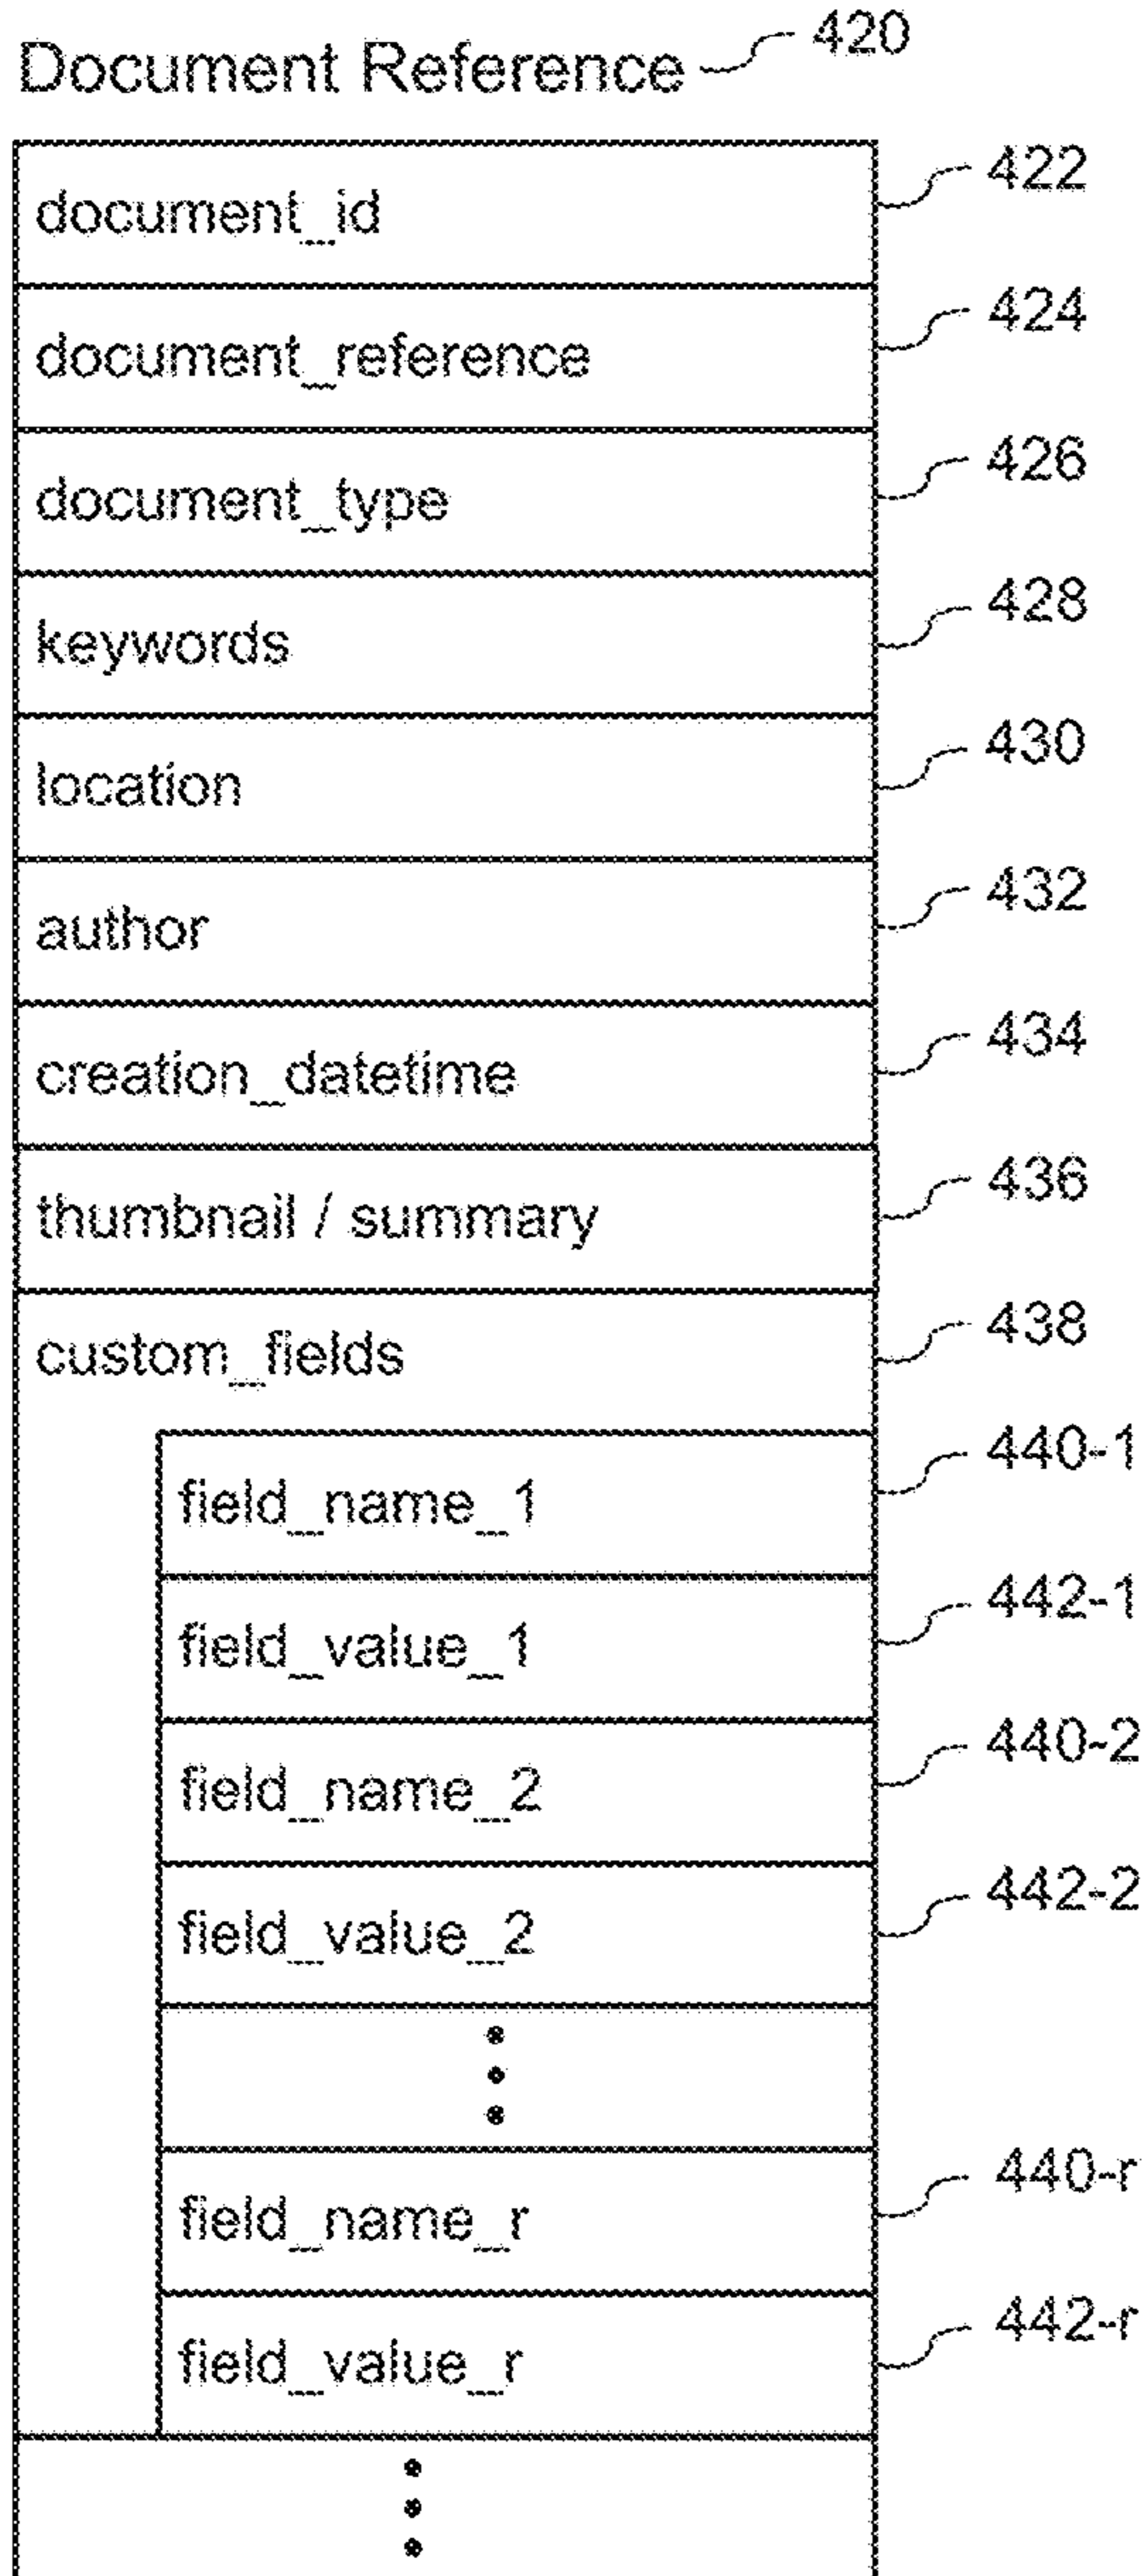 Document Reference 420
document_id 422
document_reference 424
document_type 426
keywords 428
location 430
author 432
creation_datetime 434
thumbnail / summary 436
custom_fields 438
field_name_1 440-1
field_value_1 442-1
field_name_2 440-2
field_value_2 442-2
field_name_r 440-r
field_value_r 442-r